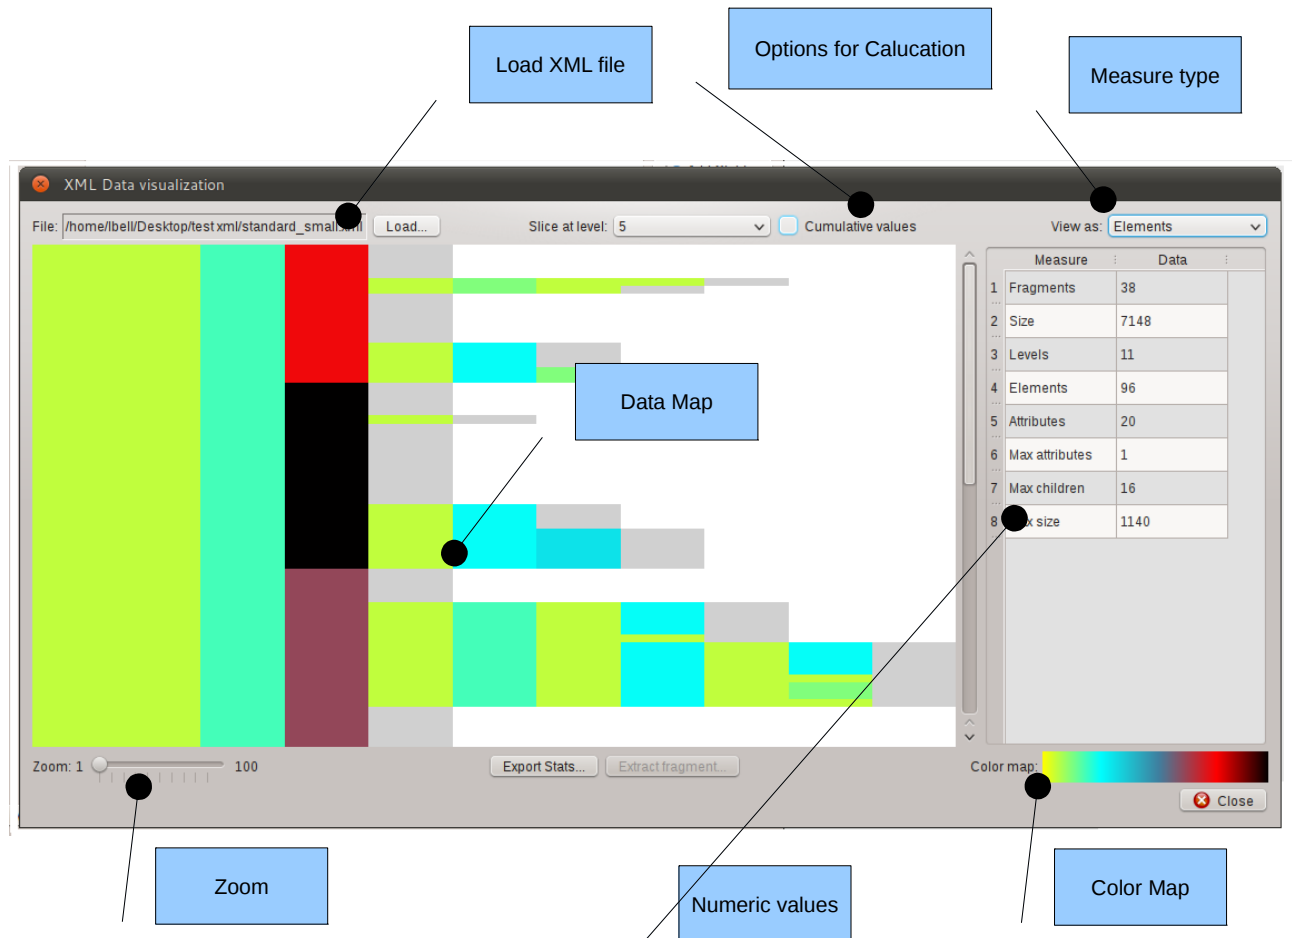 Load XML file
Options for Calucation
Measure type
XML Data visualization
File: /home/lbell/Desktop/test xml/standard_small.xml Load... Slice at level: 5 Cumulative values View as: Elements
Measure Data
1 Fragments 38
2 Size 7148
3 Levels 11
4 Elements 96
5 Attributes 20
6 Max attributes 1
7 Max children 16
8 Max size 1140
Data Map
Zoom: 1 100 Export Stats... Extract fragment... Color map:
Close
Zoom
Numeric values
Color Map